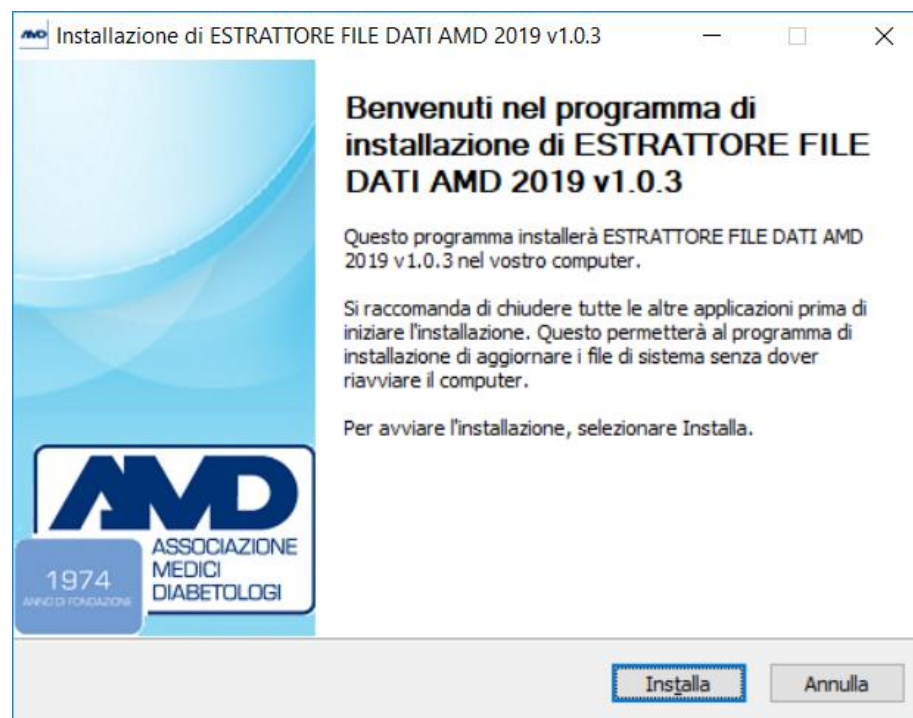 Installazione di ESTRATTORE FILE DATI AMD 2019 v1.0.3
Benvenuti nel programma di
installazione di ESTRATTORE FILE
DATI AMD 2019 v1.0.3
Questo programma installerà ESTRATTORE FILE DATI AMD
2019 v1.0.3 nel vostro computer.
Si raccomanda di chiudere tutte le altre applicazioni prima di
iniziare l'installazione. Questo permetterà al programma di
installazione di aggiornare i file di sistema senza dover
riavviare il computer.
Per avviare l'installazione, selezionare Installa.
AMD
ASSOCIAZIONE
MEDICI
DIABETOLOGI
1974
ANNO DI FONDAZIONE
Installa
Annulla